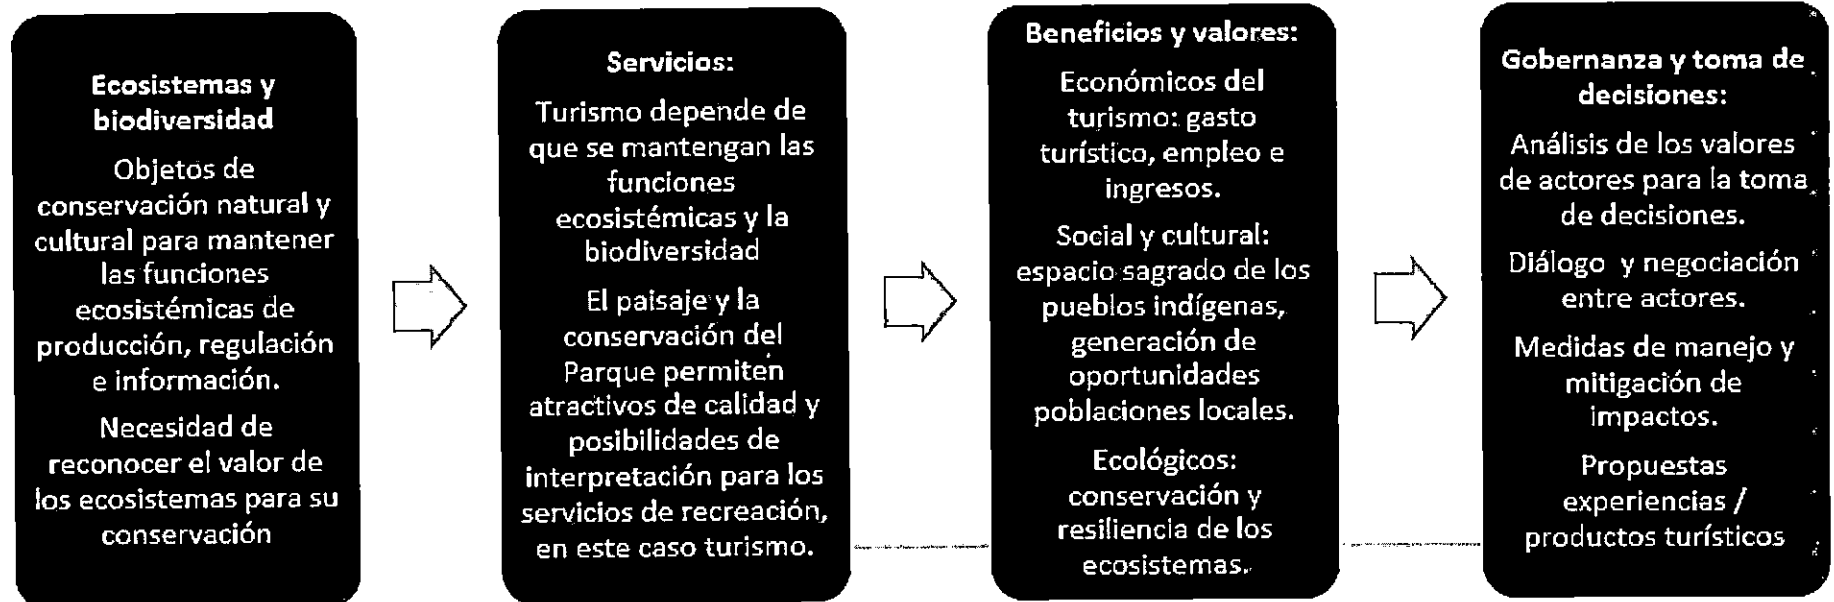 Ecosistemas y
biodiversidad
Objetos de
conservación natural y
cultural para mantener
las funciones
ecosistémicas de
producción, regulación
e información.
Necesidad de
reconocer el valor de
los ecosistemas para su
conservación
Servicios:
Turismo depende de
que se mantengan las
funciones
ecosistémicas y la
biodiversidad
El paisaje y la
conservación del
Parque permiten
atractivos de calidad y
posibilidades de
interpretación para los
servicios de recreación,
en este caso turismo.
Beneficios y valores:
Económicos del
turismo: gasto
turístico, empleo e
ingresos.
Social y cultural:
espacio sagrado de los
pueblos indígenas,
generación de
oportunidades
poblaciones locales.
Ecológicos:
conservación y
resiliencia de los
ecosistemas.
Gobernanza y toma de
decisiones:
Análisis de los valores
de actores para la toma
de decisiones.
Diálogo y negociación
entre actores.
Medidas de manejo y
mitigación de
impactos.
Propuestas
experiencias /
productos turísticos